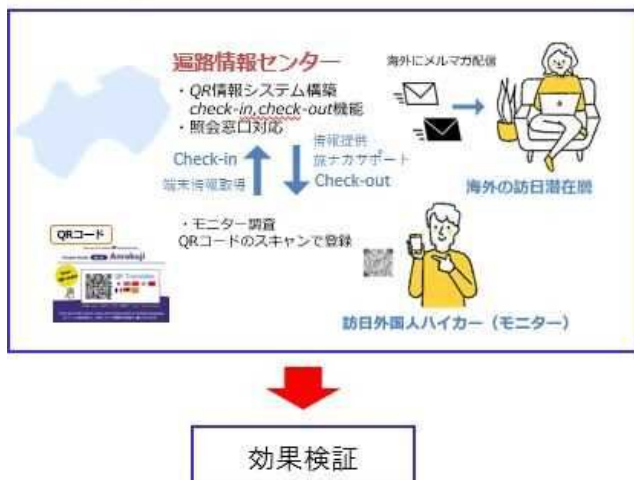 遍路情報センター
・QR情報システム構築
check-in,check-out機能
・照会窓口対応
海外にメルマガ配信
海外の訪日潜在層
Check-in
端末情報取得
情報提供
旅ナカサポート
Check-out
・モニター調査
QRコードのスキャンで登録
QRコード
Anrakuji
QR Translator
訪日外国人ハイカー（モニター）
効果検証